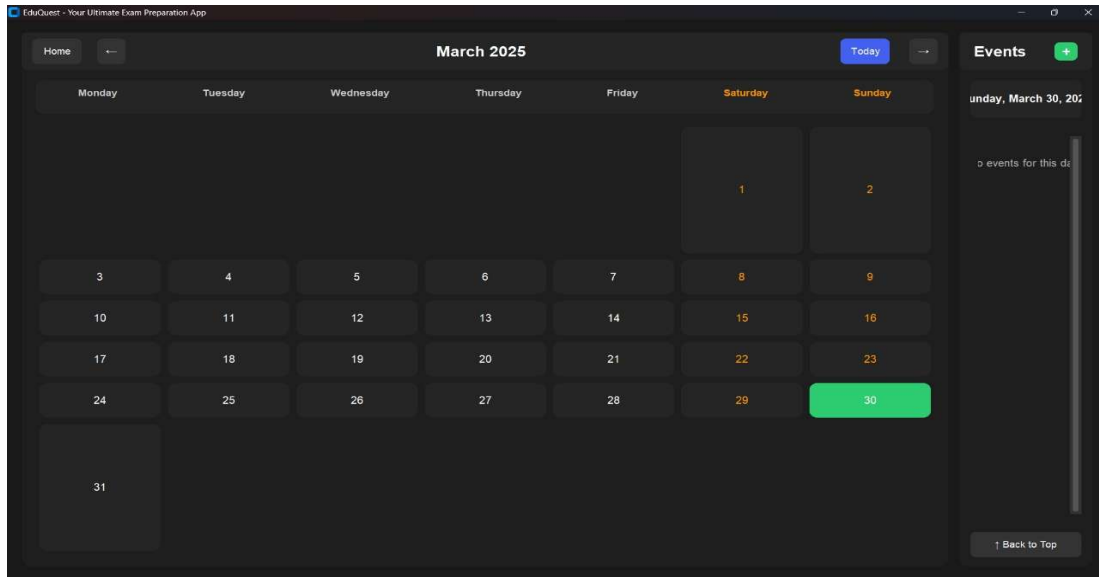 EduQuest - Your Ultimate Exam Preparation App
Home ← March 2025 Today → Events +
Monday Tuesday Wednesday Thursday Friday Saturday Sunday
unday, March 30, 202
o events for this da
1 2
3 4 5 6 7 8 9
10 11 12 13 14 15 16
17 18 19 20 21 22 23
24 25 26 27 28 29 30
31
↑ Back to Top